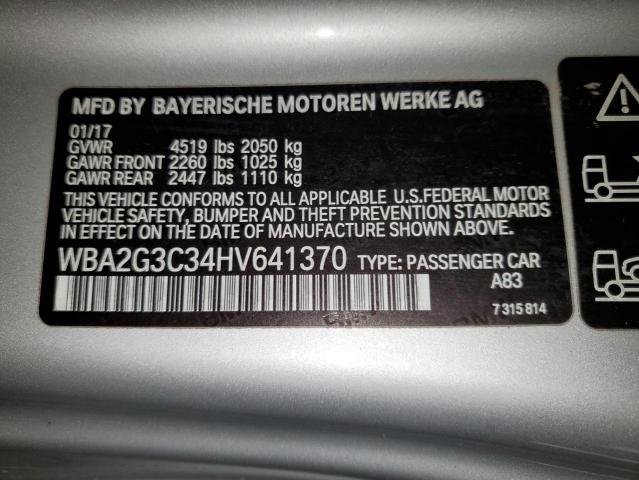 MFD BY BAYERISCHE MOTOREN WERKE AG
01/17
GVWR 4519 lbs 2050 kg
GAWR FRONT 2260 lbs 1025 kg
GAWR REAR 2447 lbs 1110 kg
THIS VEHICLE CONFORMS TO ALL APPLICABLE U.S.FEDERAL MOTOR
VEHICLE SAFETY, BUMPER AND THEFT PREVENTION STANDARDS
IN EFFECT ON THE DATE OF MANUFACTURE SHOWN ABOVE.
WBA2G3C34HV641370 TYPE: PASSENGER CAR
A83
7 315 814